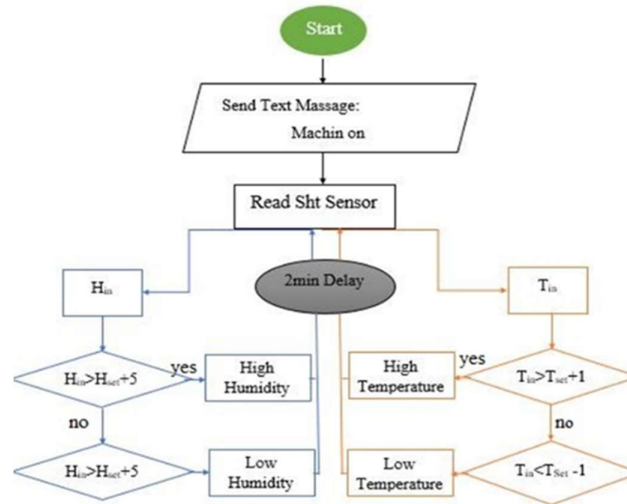 Start
Send Text Massage:
Machin on
Read Sht Sensor
2min Delay
Hin
Tin
Hin>Hset+5
yes
High
Humidity
High
Temperature
yes
Tin>Tset+1
no
no
Hin>Hset+5
Low
Humidity
Low
Temperature
Tin<TSet -1